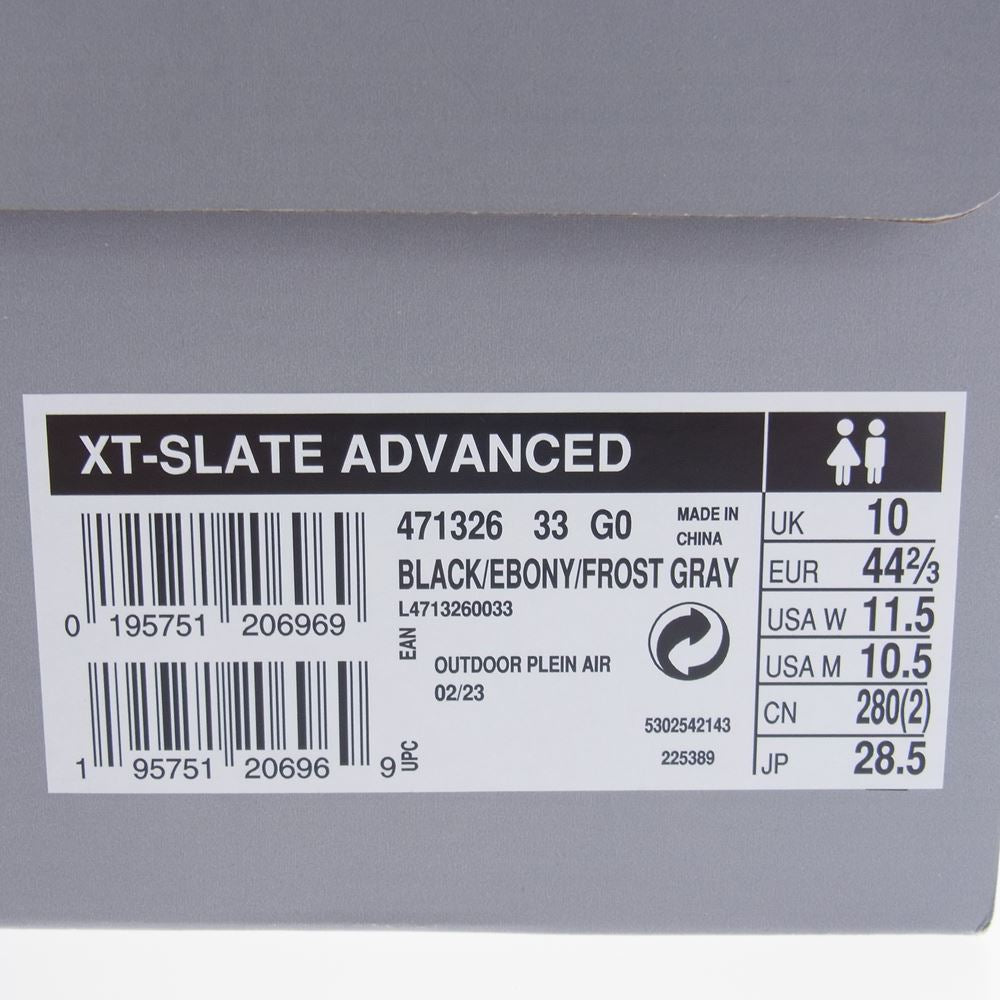 XT-SLATE ADVANCED
471326 33 G0
MADE IN
CHINA
BLACK/EBONY/FROST GRAY
L4713260033
0 195751 206969
EAN
OUTDOOR PLEIN AIR
02/23
5302542143
225389
1 95751 20696 9
UPC
UK 10
EUR 44⅔
USA W 11.5
USA M 10.5
CN 280(2)
JP 28.5